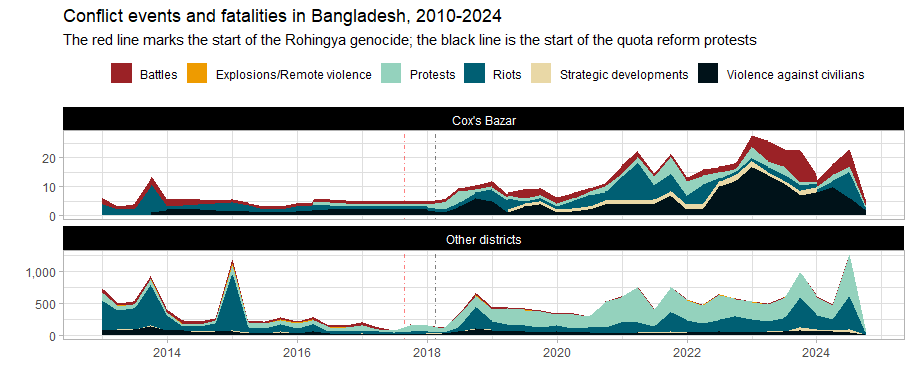 Conflict events and fatalities in Bangladesh, 2010-2024
The red line marks the start of the Rohingya genocide; the black line is the start of the quota reform protests
Battles Explosions/Remote violence Protests Riots Strategic developments Violence against civilians
Cox's Bazar
20
10
0
Other districts
1,000
500
0
2014 2016 2018 2020 2022 2024